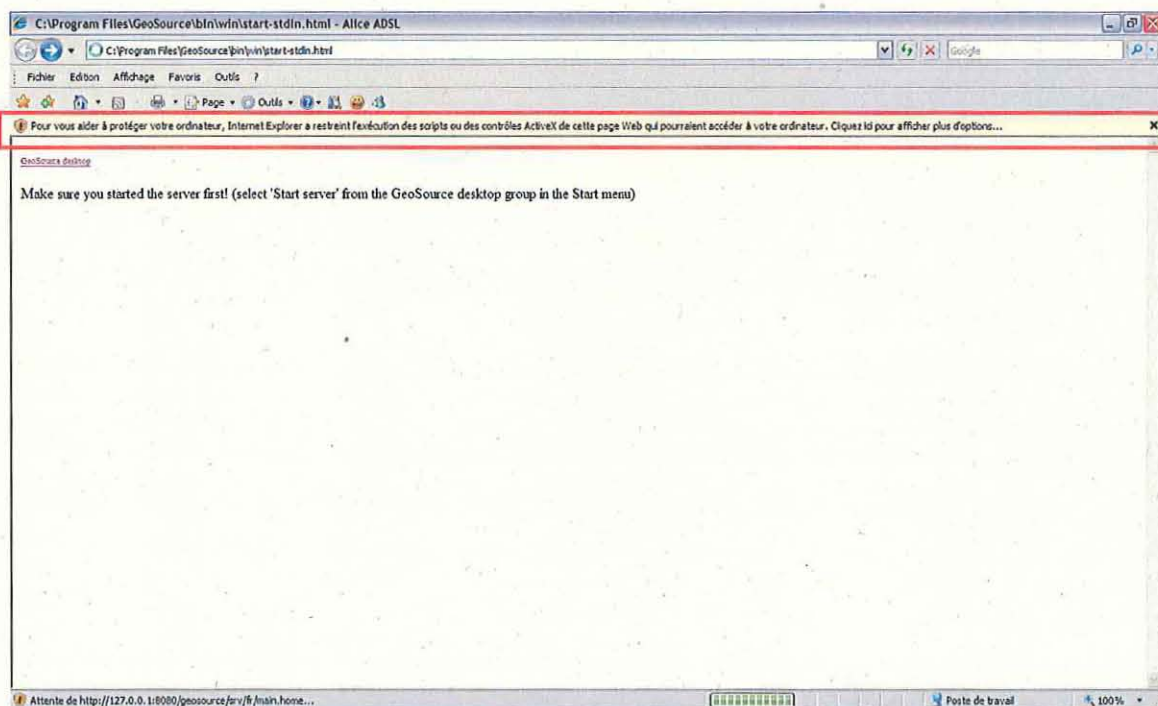 C:\Program Files\GeoSource\bin\win\start-stdin.html - Alice ADSL
C:\Program Files\GeoSource\bin\win\start-stdin.html
Google
Fichier Edition Affichage Favoris Outils ?
Page Outils
Pour vous aider à protéger votre ordinateur, Internet Explorer a restreint l'exécution des scripts ou des contrôles ActiveX de cette page Web qui pourraient accéder à votre ordinateur. Cliquez ici pour afficher plus d'options...
GeoSource desktop
Make sure you started the server first! (select 'Start server' from the GeoSource desktop group in the Start menu)
Attente de http://127.0.0.1:8080/geosource/srv/fr/main.home...
Poste de travail
100%